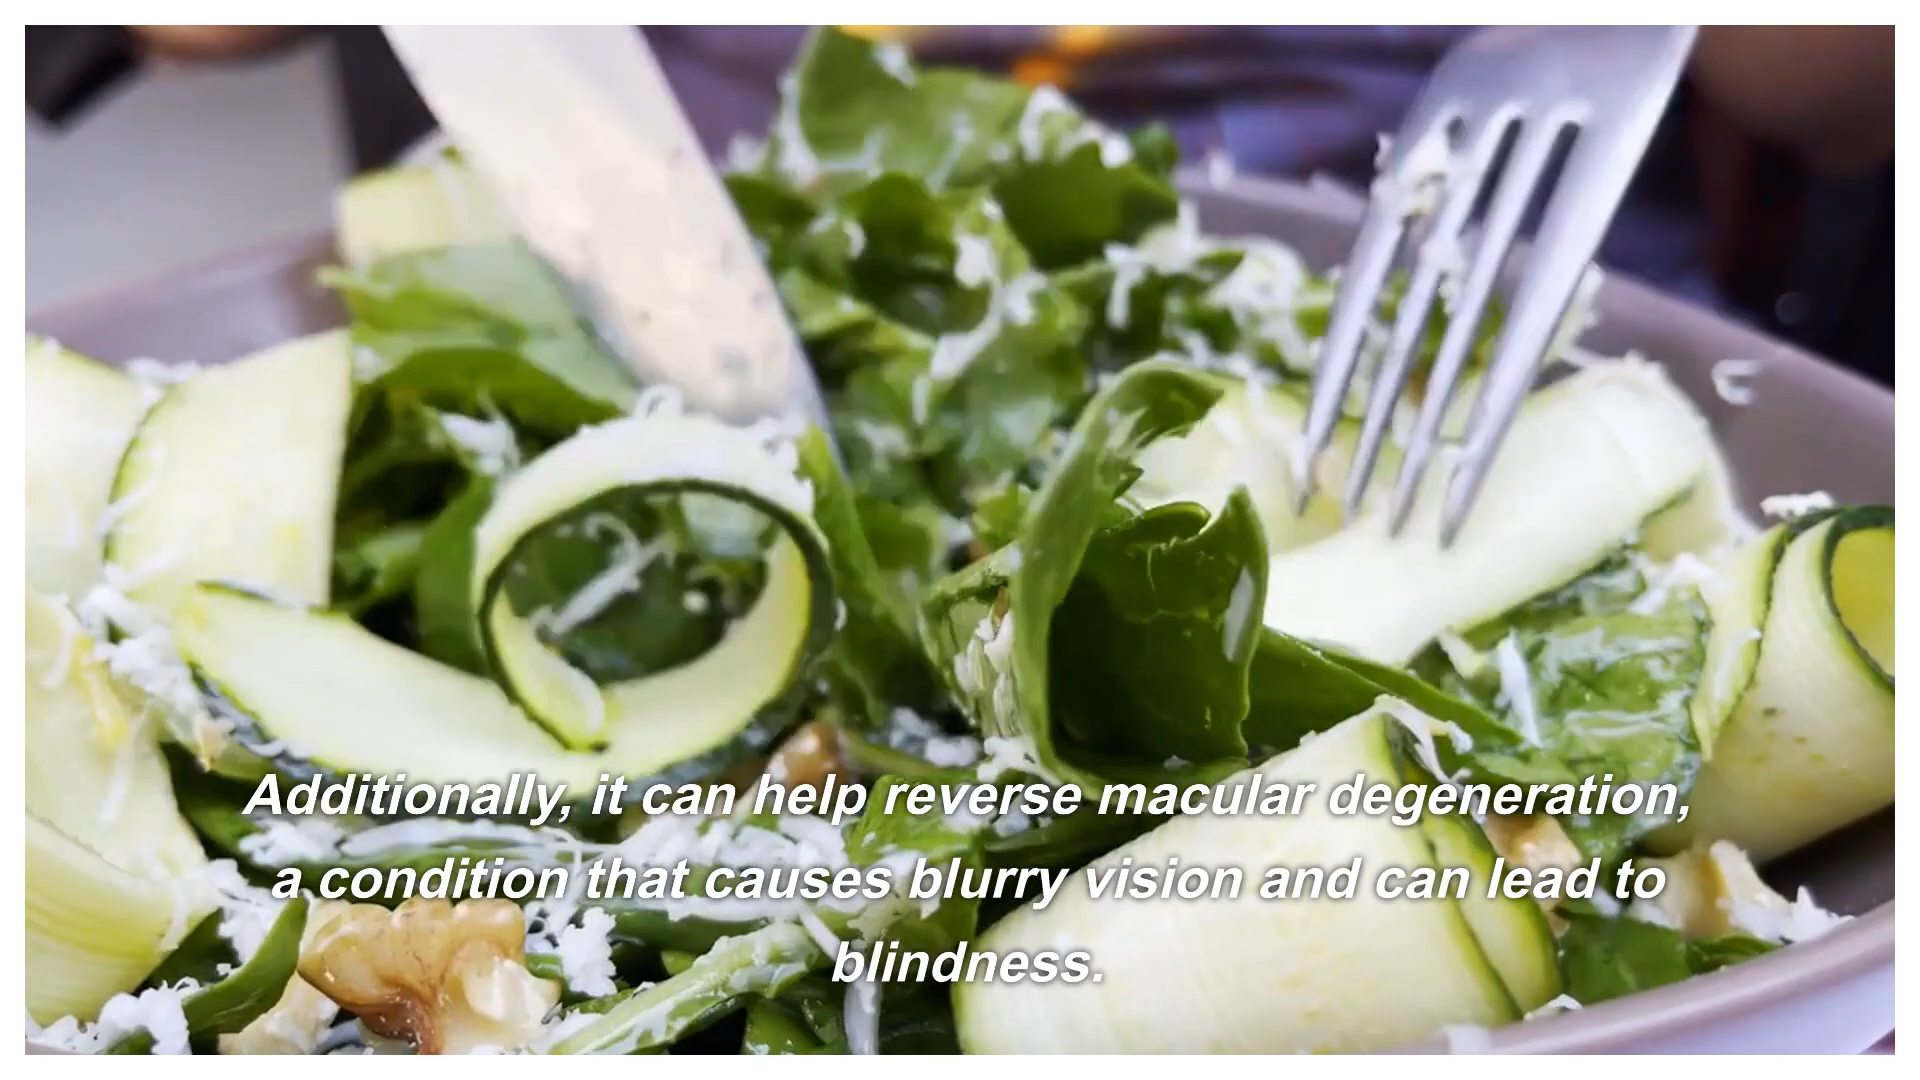 Additionally, it can help reverse macular degeneration,
a condition that causes blurry vision and can lead to
blindness.